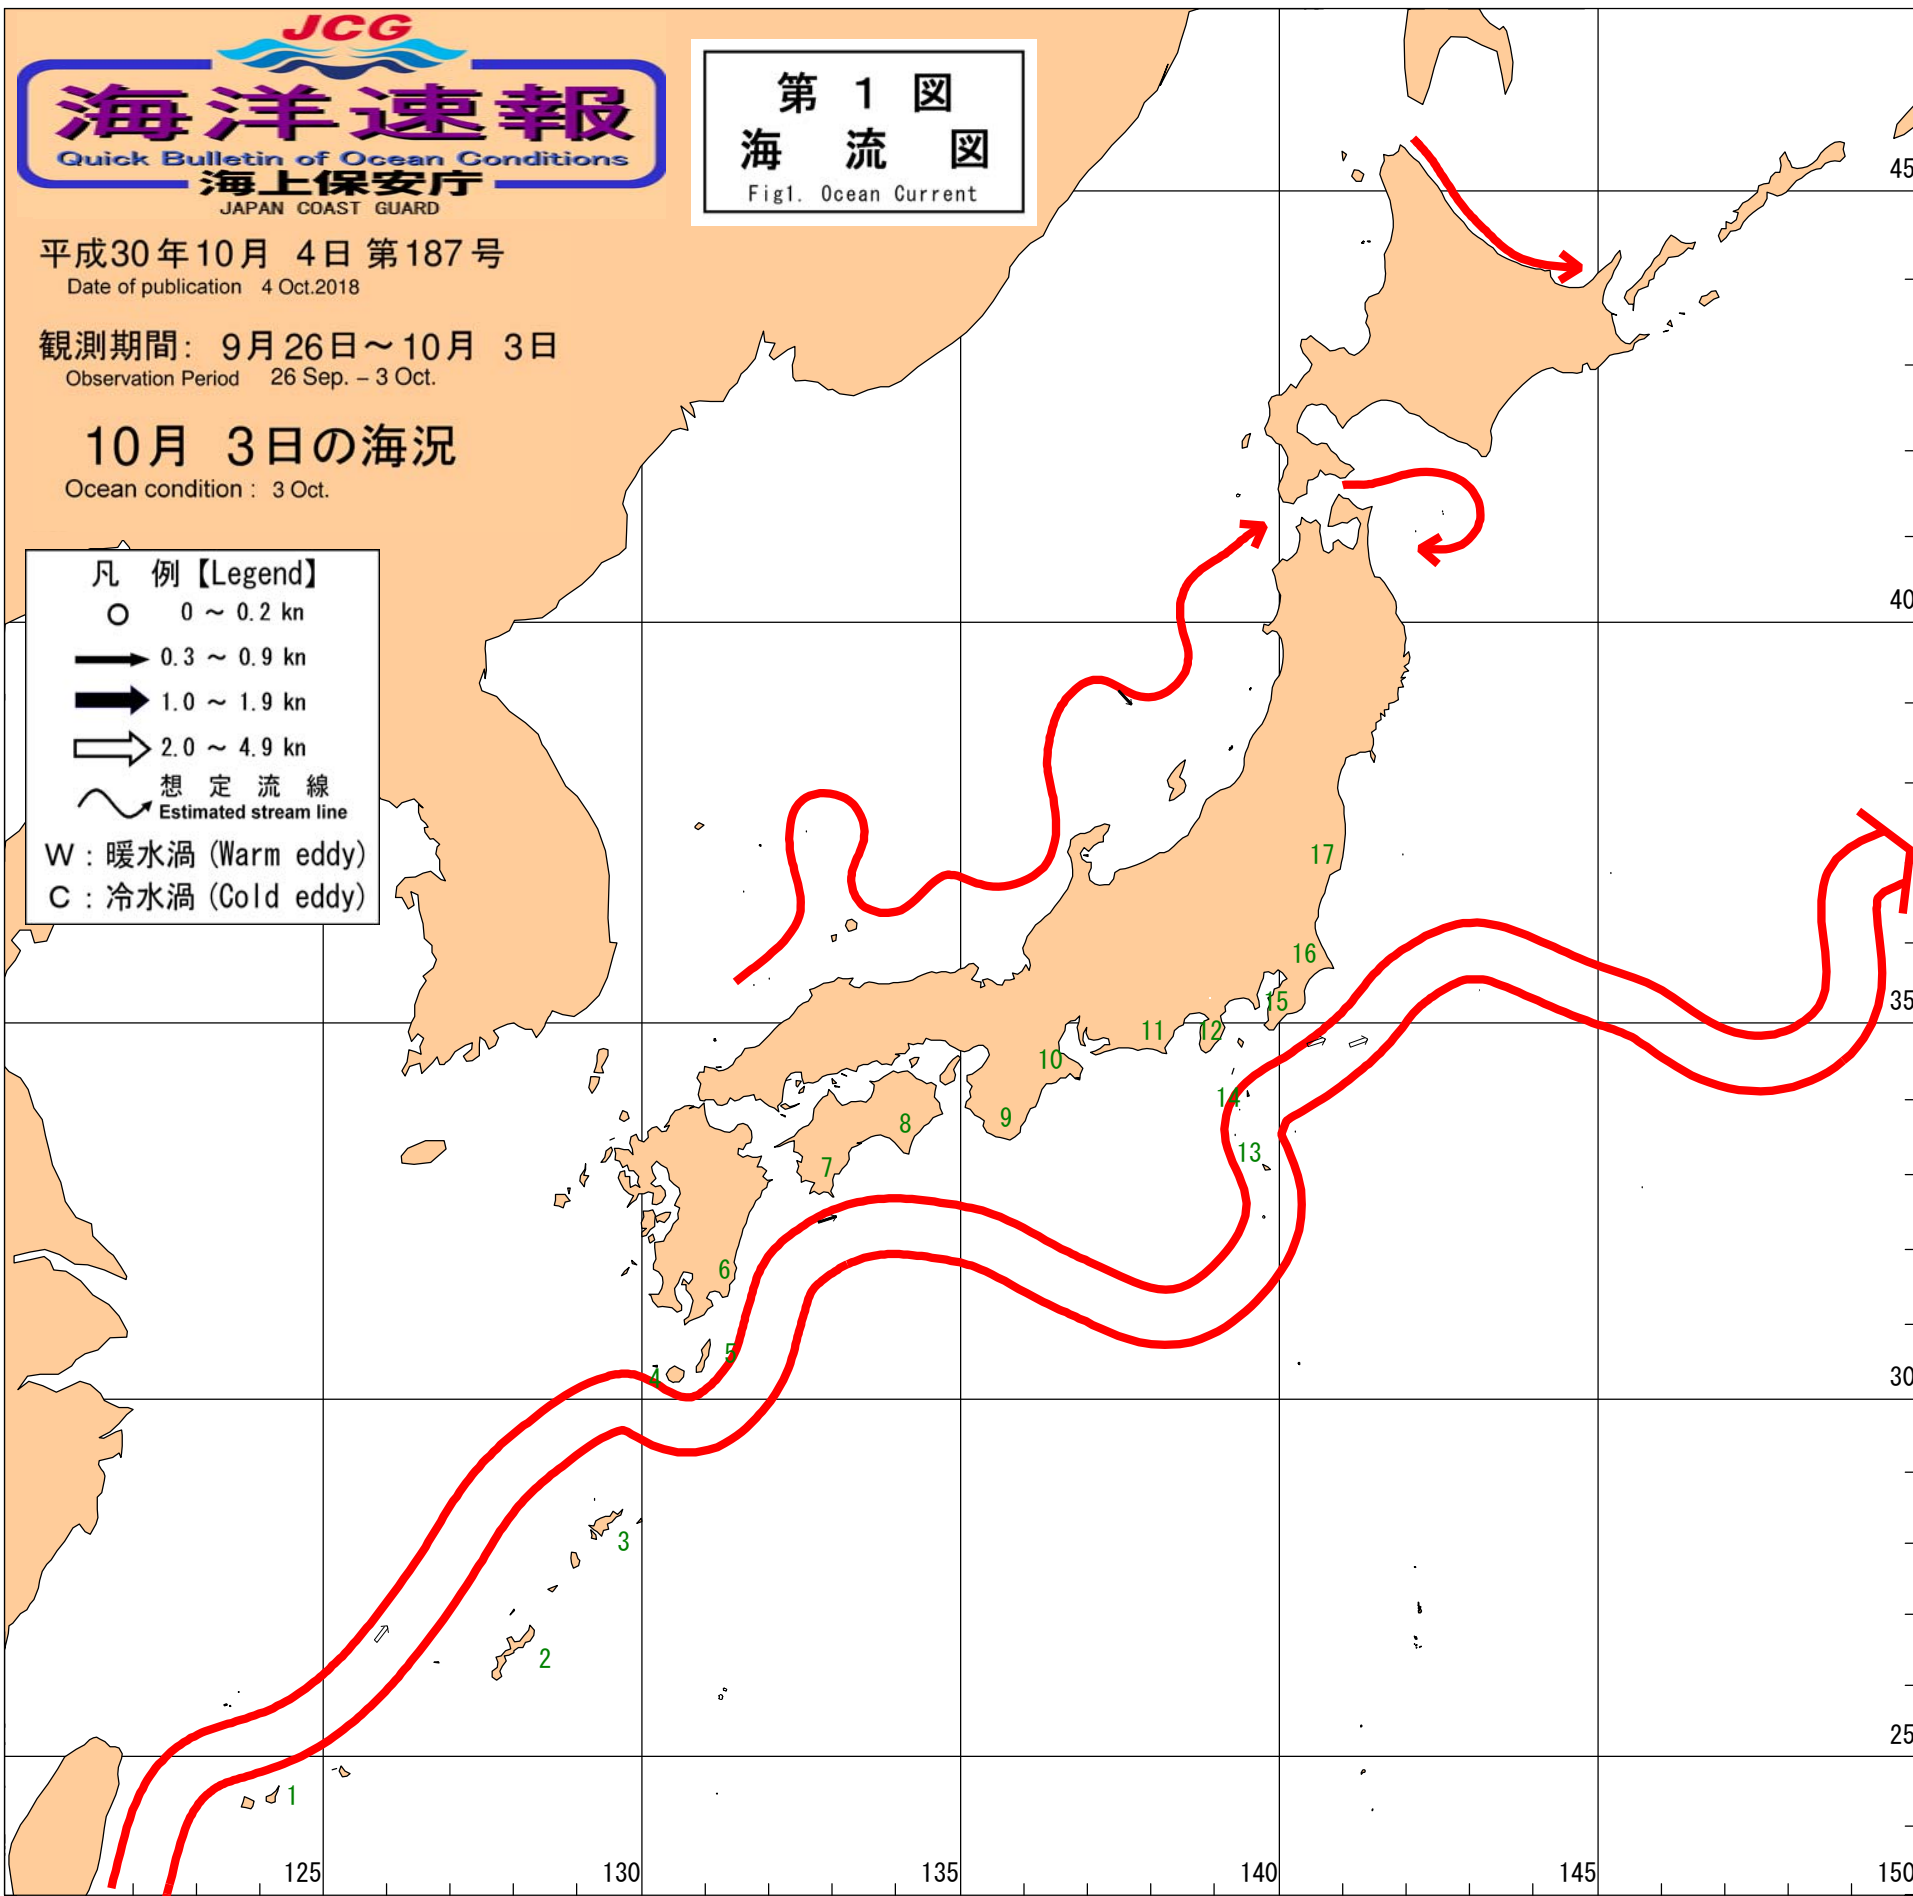 JCG
海洋速報
Quick Bulletin of Ocean Conditions
海上保安庁
JAPAN COAST GUARD
第 1 図
海 流 図
Fig1. Ocean Current
平成30年10月 4日 第187号
Date of publication 4 Oct.2018
観測期間: 9月26日～10月 3日
Observation Period 26 Sep. – 3 Oct.
10月 3日の海況
Ocean condition : 3 Oct.
凡 例【Legend】
0 ～ 0.2 kn
0.3 ～ 0.9 kn
1.0 ～ 1.9 kn
2.0 ～ 4.9 kn
想 定 流 線
Estimated stream line
W : 暖水渦 (Warm eddy)
C : 冷水渦 (Cold eddy)
45
40
17
16
35
15
11
12
10
14
9
8
13
7
6
5
4
30
3
2
25
1
125
130
135
140
145
150